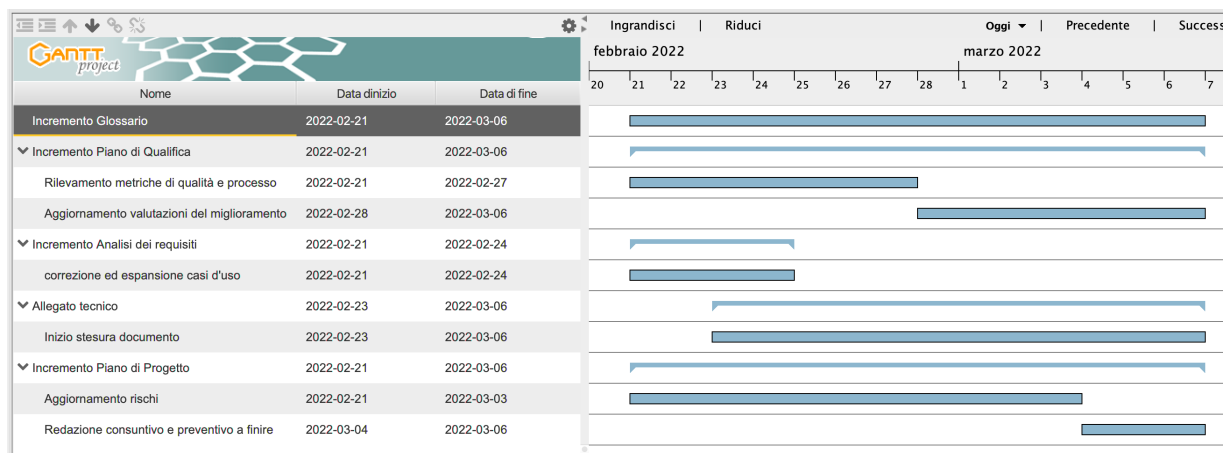 Ingrandisci | Riduci Oggi | Precedente | Success
GANTT project
febbraio 2022 marzo 2022
20 21 22 23 24 25 26 27 28 1 2 3 4 5 6 7
Nome Data dinizio Data di fine
Incremento Glossario 2022-02-21 2022-03-06
Incremento Piano di Qualifica 2022-02-21 2022-03-06
Rilevamento metriche di qualità e processo 2022-02-21 2022-02-27
Aggiornamento valutazioni del miglioramento 2022-02-28 2022-03-06
Incremento Analisi dei requisiti 2022-02-21 2022-02-24
correzione ed espansione casi d'uso 2022-02-21 2022-02-24
Allegato tecnico 2022-02-23 2022-03-06
Inizio stesura documento 2022-02-23 2022-03-06
Incremento Piano di Progetto 2022-02-21 2022-03-06
Aggiornamento rischi 2022-02-21 2022-03-03
Redazione consuntivo e preventivo a finire 2022-03-04 2022-03-06